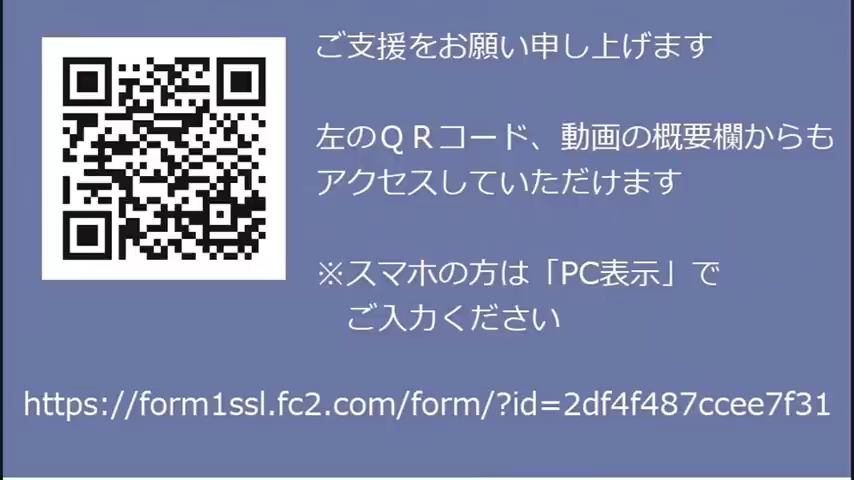 ご支援をお願い申し上げます
左のＱＲコード、動画の概要欄からも
アクセスしていただけます
※スマホの方は「PC表示」で
ご入力ください
https://form1ssl.fc2.com/form/?id=2df4f487ccee7f31